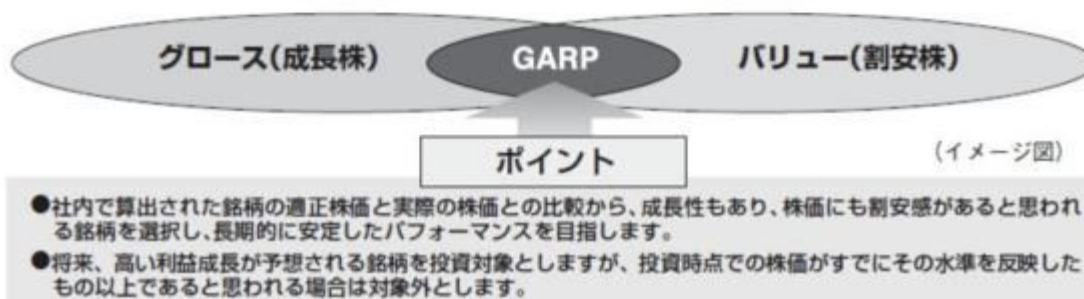 グロース(成長株)
GARP
バリュー(割安株)
ポイント
(イメージ図)
●社内で算出された銘柄の適正株価と実際の株価との比較から、成長性もあり、株価にも割安感があると思われ
る銘柄を選択し、長期的に安定したパフォーマンスを目指します。
●将来、高い利益成長が予想される銘柄を投資対象としますが、投資時点での株価がすでにその水準を反映した
もの以上であると思われる場合は対象外とします。